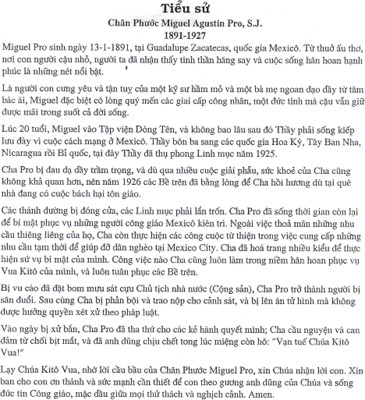 Tiểu sử
Chân Phước Miguel Agustin Pro, S.J.
1891-1927
Miguel Pro sinh ngày 13-1-1891, tại Guadalupe Zacatecas, quốc gia Mexicô. Từ thuở ấu thơ,
nơi con người cậu nhỏ, người ta đã nhận thấy tinh thần hăng say và cuộc sống hân hoan hạnh
phúc là những nét nổi bật.
Là người con cưng yêu và tận tuỵ của một kỹ sư hầm mỏ và một bà mẹ ngoan đạo đầy từ tâm
bác ái, Miguel đặc biệt có lòng quý mến các giai cấp công nhân, một đức tính mà cậu vẫn giữ
được mãi trong suốt cả đời sống.
Lúc 20 tuổi, Miguel vào Tập viện Dòng Tên, và không bao lâu sau đó Thầy phải sống kiếp
lưu đày vì cuộc cách mạng ở Mexicô. Thầy bôn ba sang các quốc gia Hoa Kỳ, Tây Ban Nha,
Nicaragua rồi Bỉ quốc, tại đây Thầy đã thụ phong Linh mục năm 1925.
Cha Pro bị đau dạ dầy trầm trọng, và dù qua nhiều cuộc giải phẫu, sức khoẻ của Cha cũng
không khả quan hơn, nên năm 1926 các Bề trên đã bằng lòng để Cha hồi hương dù tại quê
nhà đang có cuộc bách hại tôn giáo.
Các thánh đường bị đóng cửa, các Linh mục phải lẩn trốn. Cha Pro đã sống thời gian còn lại
để bí mật phục vụ những người công giáo Mexicô kiên trì. Ngoài việc thoả mãn những nhu
cầu thiêng liêng của họ, Cha còn thực hiện các công cuộc từ thiện trong việc cung cấp những
nhu cầu tạm thời để giúp đỡ dân nghèo tại Mexico City. Cha đã hoá trang nhiều kiểu để thực
hiện sứ vụ bí mật của mình. Công việc nào Cha cũng luôn làm trong niềm hân hoan phục vụ
Vua Kitô của mình, và luôn tuân phục các Bề trên.
Bị vu cáo đã đặt bom mưu sát cựu Chủ tịch nhà nước (Cộng sản), Cha Pro trở thành người bị
săn đuổi. Sau cùng Cha bị phản bội và trao nộp cho cảnh sát, và bị lên án tử hình mà không
được hưởng quyền xét xử theo pháp luật.
Vào ngày bị xử bắn, Cha Pro đã tha thứ cho các kẻ hành quyết mình; Cha cầu nguyện và can
đảm từ chối bịt mắt, và đã anh dũng chịu chết tong lúc miệng còn hô: "Vạn tuế Chúa Kitô
Vua!"
Lạy Chúa Kitô Vua, nhờ lời cầu bầu của Chân Phước Miguel Pro, xin Chúa nhận lời con. Xin
ban cho con ơn thánh và sức mạnh cần thiết để con theo gương anh dũng của Chúa và sống
đức tin Công giáo, mặc dầu giữa mọi thử thách và nghịch cảnh. Amen.